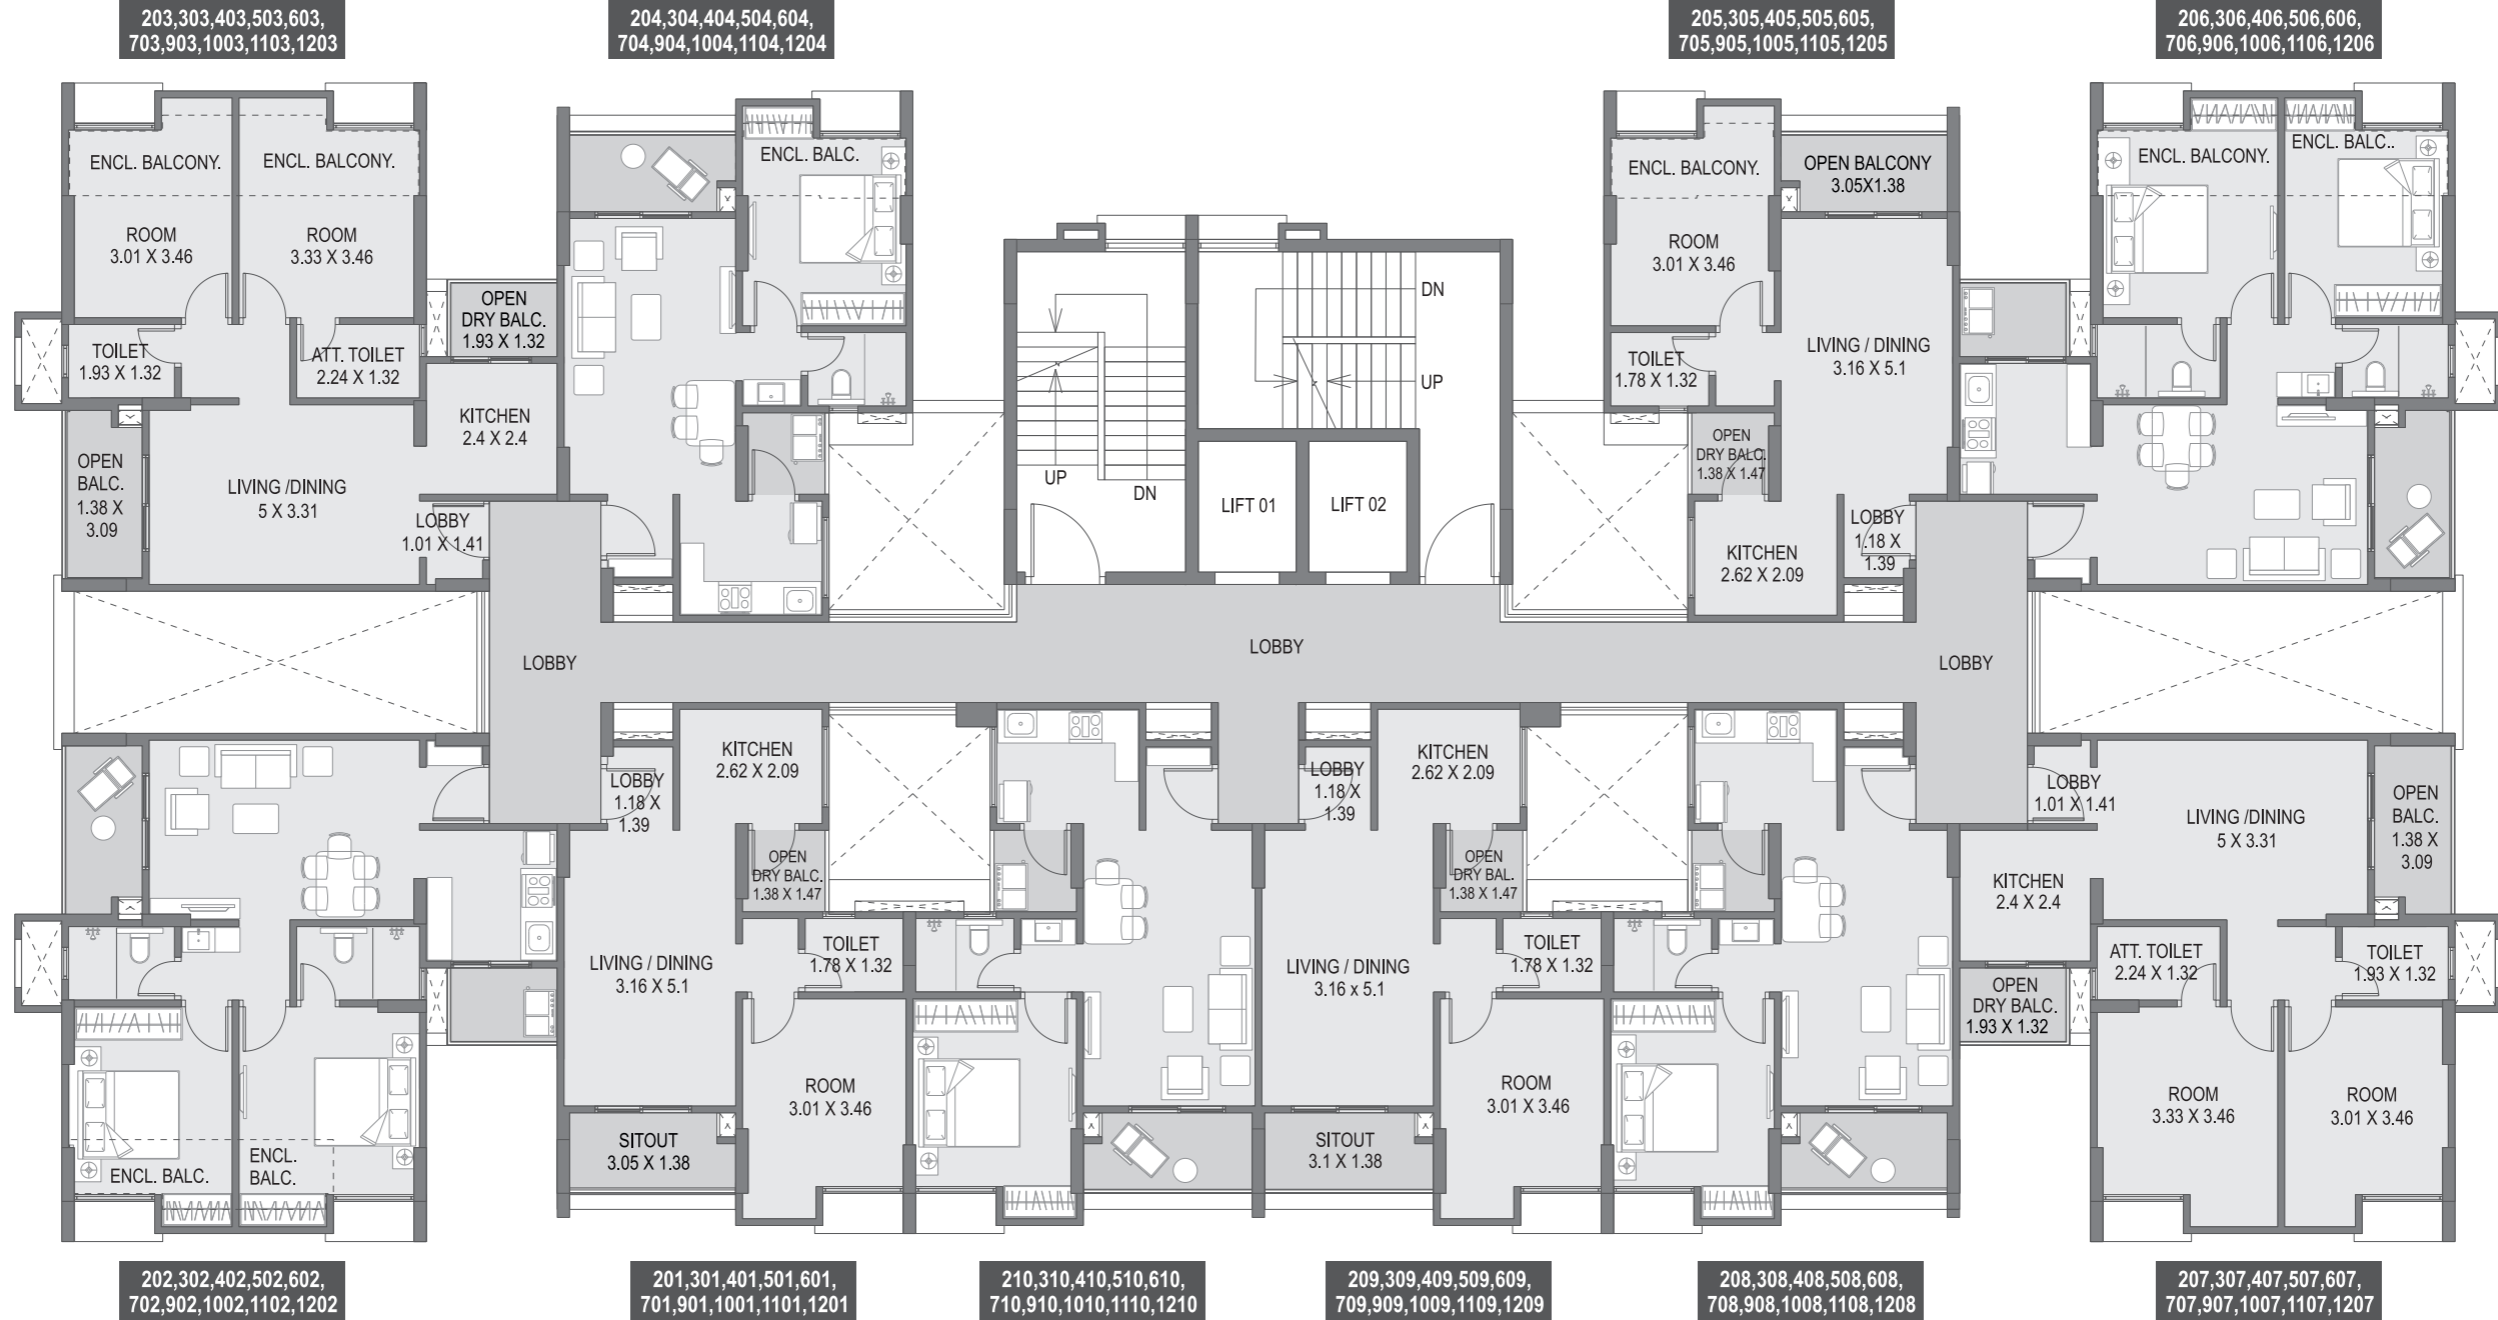 203,303,403,503,603,
703,903,1003,1103,1203
204,304,404,504,604,
704,904,1004,1104,1204
205,305,405,505,605,
705,905,1005,1105,1205
206,306,406,506,606,
706,906,1006,1106,1206
ENCL. BALCONY.
ENCL. BALCONY.
ROOM
3.01 X 3.46
ROOM
3.33 X 3.46
OPEN
DRY BALC.
1.93 X 1.32
TOILET
1.93 X 1.32
ATT. TOILET
2.24 X 1.32
KITCHEN
2.4 X 2.4
OPEN
BALC.
1.38 X
3.09
LIVING /DINING
5 X 3.31
LOBBY
1.01 X 1.41
ENCL. BALC.
UP
DN
DN
UP
LIFT 01
LIFT 02
ENCL. BALCONY.
OPEN BALCONY
3.05X1.38
ROOM
3.01 X 3.46
LIVING / DINING
3.16 X 5.1
TOILET
1.78 X 1.32
OPEN
DRY BALC.
1.38 X 1.47
KITCHEN
2.62 X 2.09
LOBBY
1.18 X
1.39
ENCL. BALCONY.
ENCL. BALC..
LOBBY
LOBBY
LOBBY
ENCL. BALC.
ENCL.
BALC.
KITCHEN
2.62 X 2.09
LOBBY
1.18 X
1.39
OPEN
DRY BALC.
1.38 X 1.47
LIVING / DINING
3.16 X 5.1
TOILET
1.78 X 1.32
ROOM
3.01 X 3.46
SITOUT
3.05 X 1.38
KITCHEN
2.62 X 2.09
LOBBY
1.18 X
1.39
OPEN
DRY BAL.
1.38 X 1.47
LIVING / DINING
3.16 x 5.1
TOILET
1.78 X 1.32
ROOM
3.01 X 3.46
SITOUT
3.1 X 1.38
LOBBY
1.01 X 1.41
LIVING /DINING
5 X 3.31
OPEN
BALC.
1.38 X
3.09
KITCHEN
2.4 X 2.4
ATT. TOILET
2.24 X 1.32
TOILET
1.93 X 1.32
OPEN
DRY BALC.
1.93 X 1.32
ROOM
3.33 X 3.46
ROOM
3.01 X 3.46
202,302,402,502,602,
702,902,1002,1102,1202
201,301,401,501,601,
701,901,1001,1101,1201
210,310,410,510,610,
710,910,1010,1110,1210
209,309,409,509,609,
709,909,1009,1109,1209
208,308,408,508,608,
708,908,1008,1108,1208
207,307,407,507,607,
707,907,1007,1107,1207